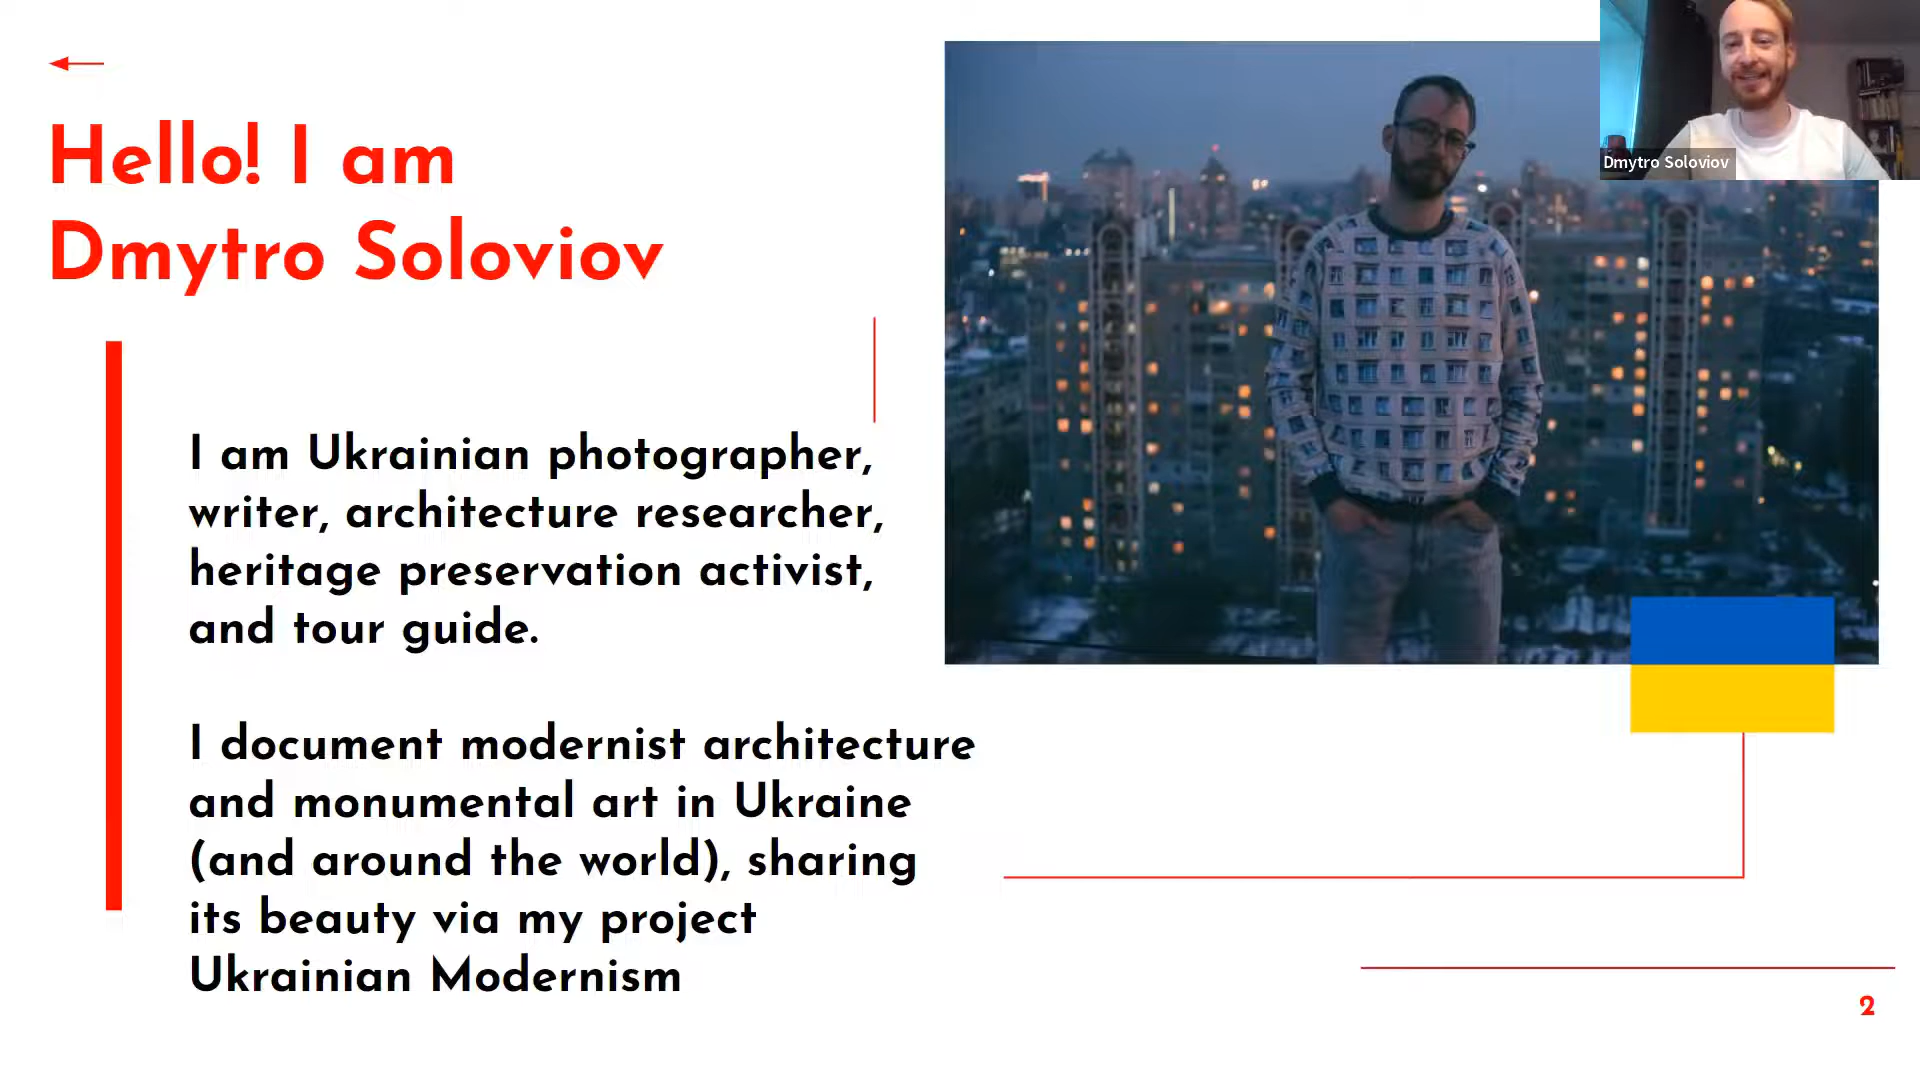 Hello! I am
Dmytro Soloviov
Dmytro Soloviov
I am Ukrainian photographer,
writer, architecture researcher,
heritage preservation activist,
and tour guide.
I document modernist architecture
and monumental art in Ukraine
(and around the world), sharing
its beauty via my project
Ukrainian Modernism
2